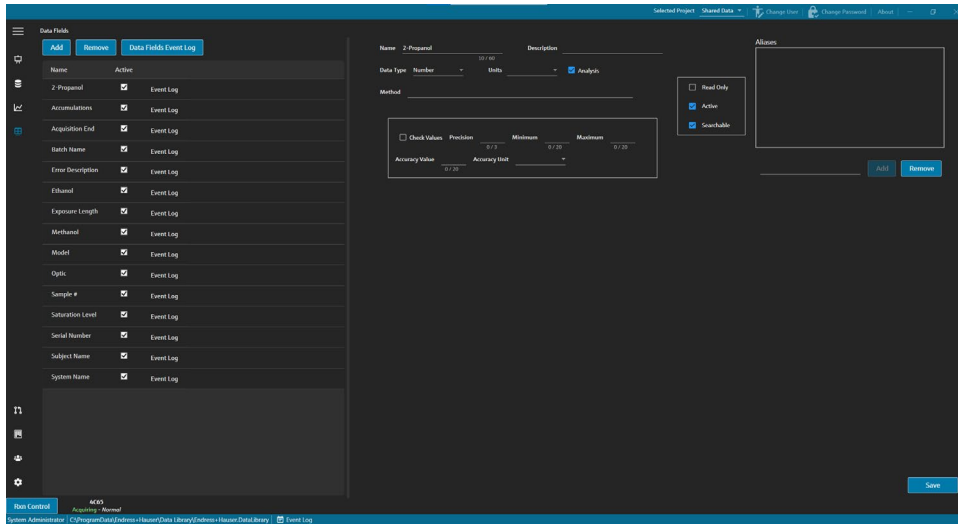 Selected Project Shared Data Change User Change Password About
Data Fields
Add Remove Data Fields Event Log
Name Active
2-Propanol Event Log
Accumulations Event Log
Acquisition End Event Log
Batch Name Event Log
Error Description Event Log
Ethanol Event Log
Exposure Length Event Log
Methanol Event Log
Model Event Log
Optic Event Log
Sample # Event Log
Saturation Level Event Log
Serial Number Event Log
Subject Name Event Log
System Name Event Log
Name 2-Propanol Description
10 / 60
Data Type Number Units Analysis
Method
Check Values Precision Minimum Maximum
0 / 3 0 / 20 0 / 20
Accuracy Value Accuracy Unit
0 / 20
Read Only
Active
Searchable
Aliases
Add Remove
Save
Rxn Control
4C65
Acquiring - Normal
System Administrator C:\ProgramData\Endress+Hauser\Data Library\Endress+Hauser.DataLibrary Event Log